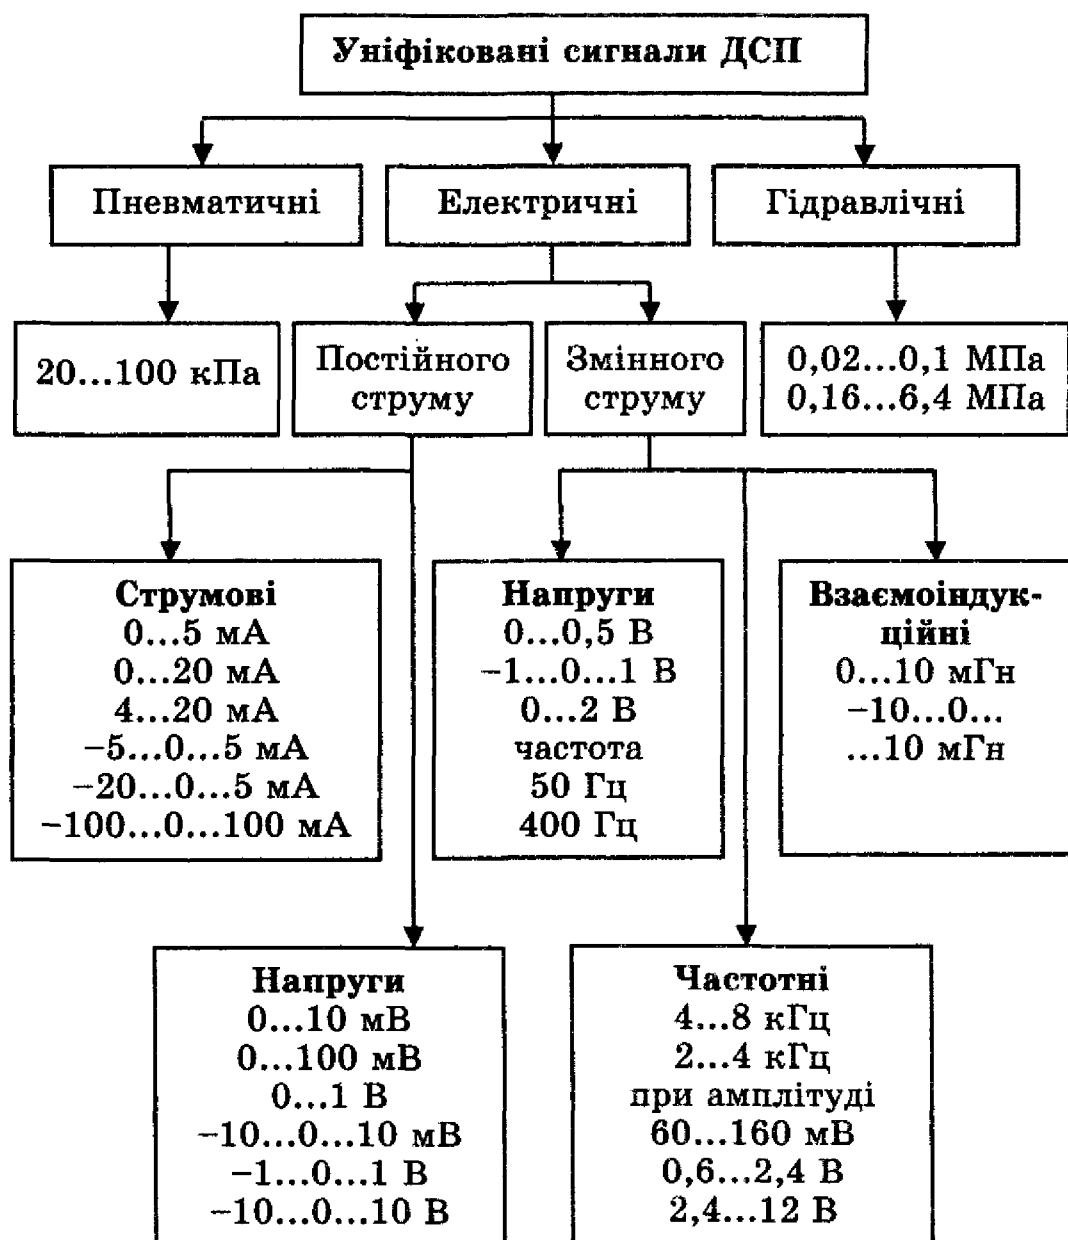 Уніфіковані сигнали ДСП
Пневматичні
Електричні
Гідравлічні
20...100 кПа
Постійного
струму
Змінного
струму
0,02...0,1 МПа
0,16...6,4 МПа
Струмові
0...5 мА
0...20 мА
4...20 мА
–5...0...5 мА
–20...0...5 мА
–100...0...100 мА
Напруги
0...0,5 В
–1...0...1 В
0...2 В
частота
50 Гц
400 Гц
Взаємоіндук-
ційні
0...10 мГн
–10...0...
...10 мГн
Напруги
0...10 мВ
0...100 мВ
0...1 В
–10...0...10 мВ
–1...0...1 В
–10...0...10 В
Частотні
4...8 кГц
2...4 кГц
при амплітуді
60...160 мВ
0,6...2,4 В
2,4...12 В